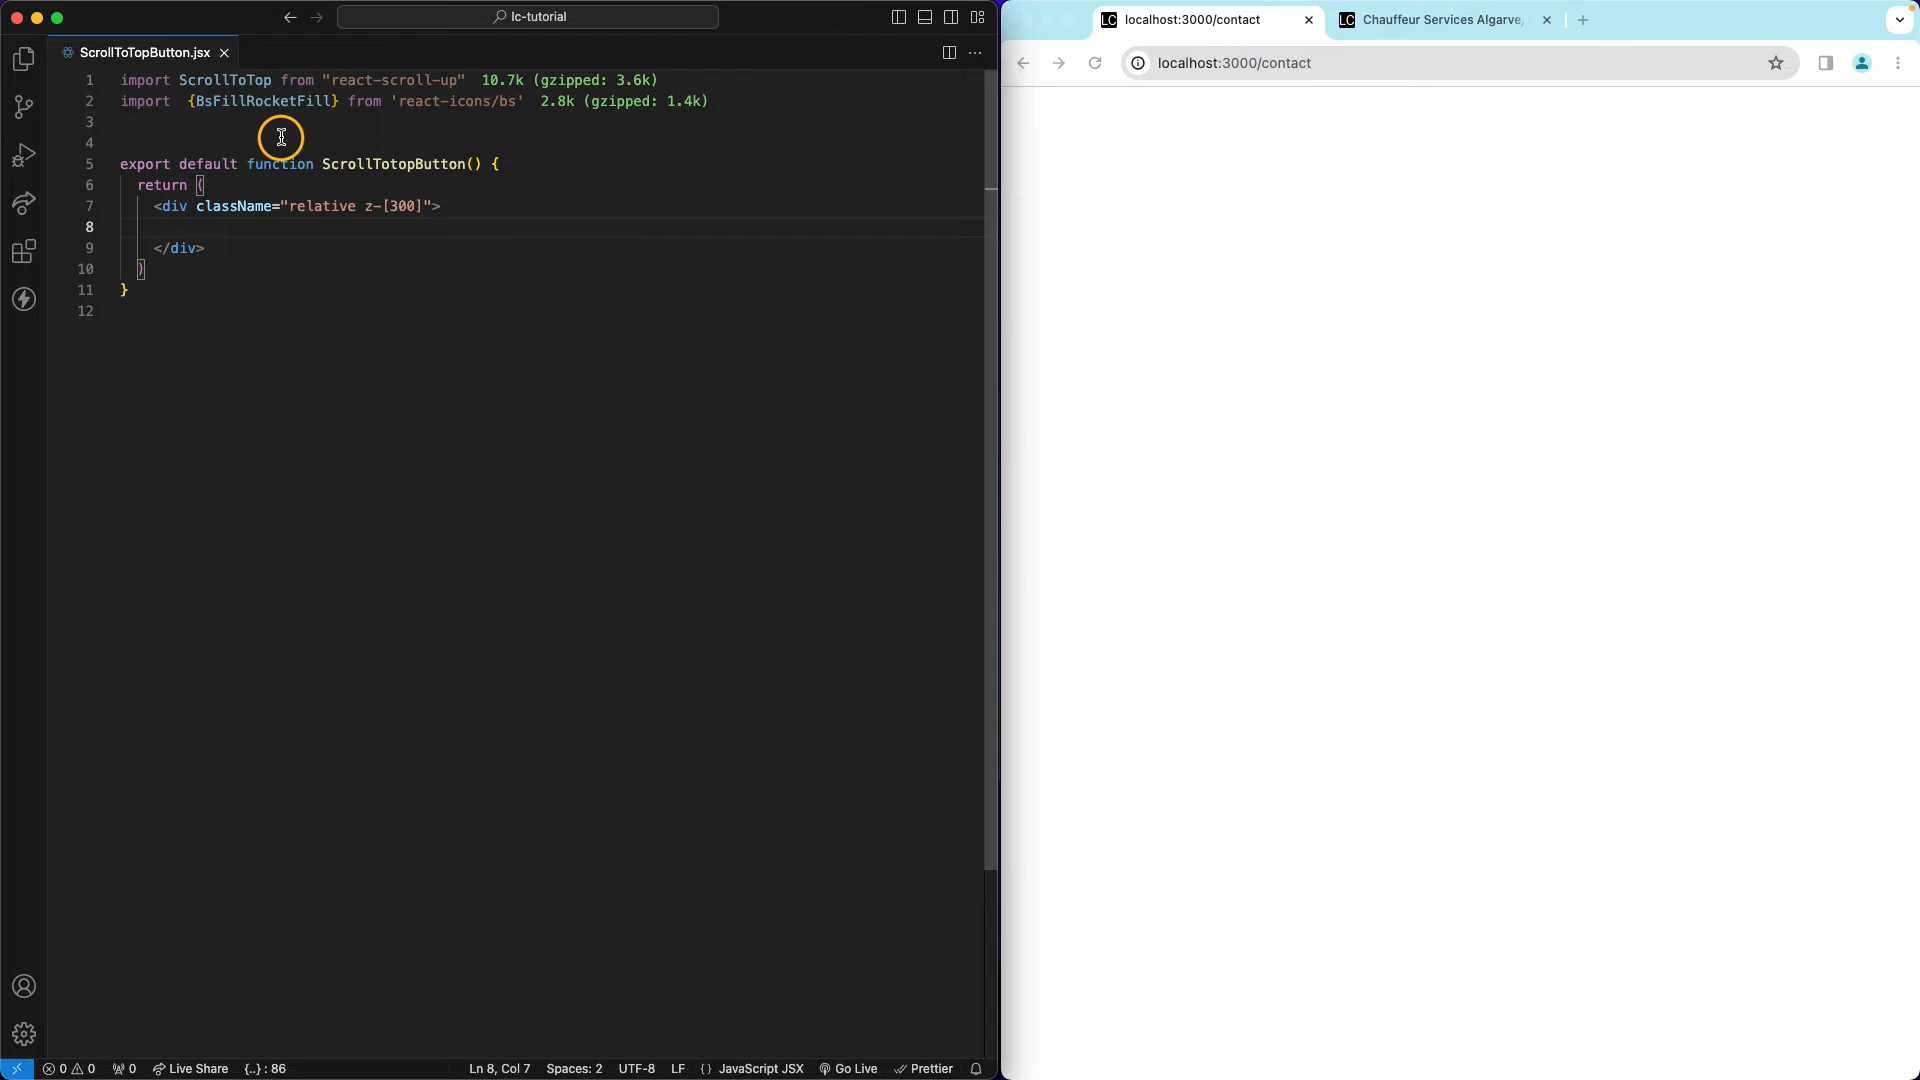 lc-tutorial
ScrollToTopButton.jsx
1 import ScrollToTop from "react-scroll-up" 10.7k (gzipped: 3.6k)
2 import {BsFillRocketFill} from 'react-icons/bs' 2.8k (gzipped: 1.4k)
3
4
5 export default function ScrollTotopButton() {
6 return (
7 <div className="relative z-[300]">
8
9 </div>
10 )
11 }
12
0 0 0 Live Share {..} : 86 Ln 8, Col 7 Spaces: 2 UTF-8 LF {} JavaScript JSX Go Live Prettier
LC localhost:3000/contact LC Chauffeur Services Algarve,
localhost:3000/contact